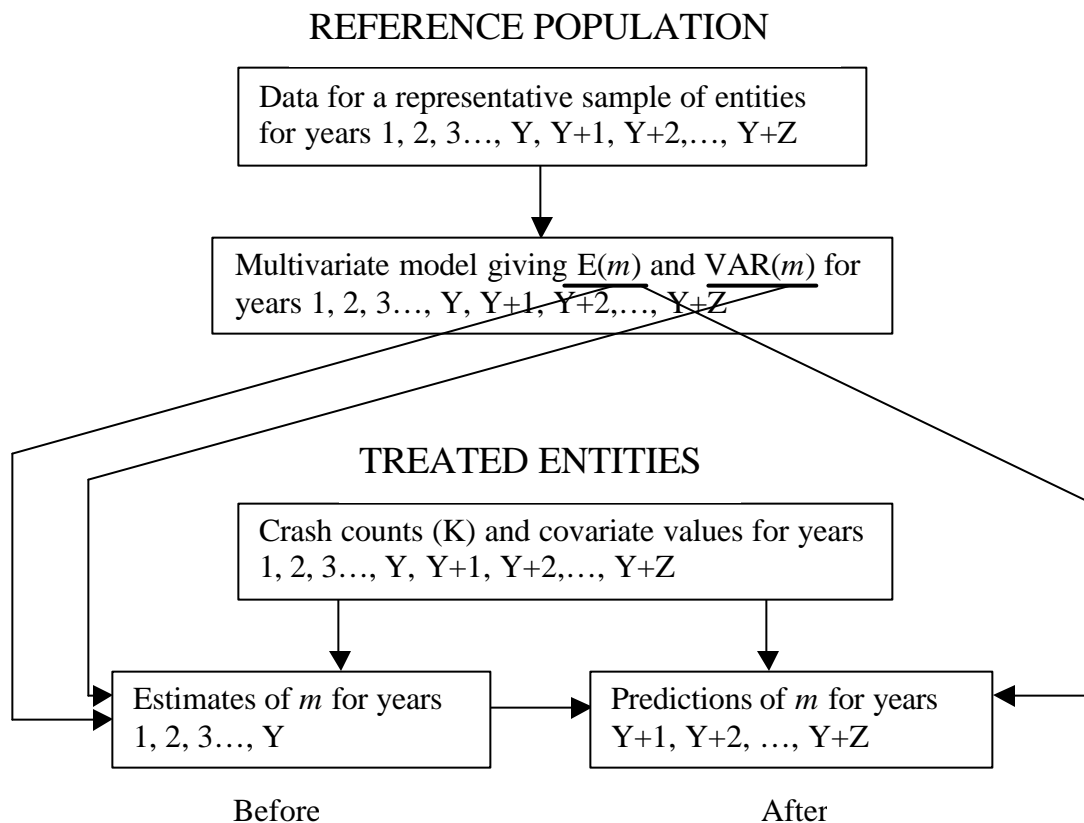 REFERENCE POPULATION
Data for a representative sample of entities
for years 1, 2, 3…, Y, Y+1, Y+2,…, Y+Z
Multivariate model giving E(m) and VAR(m) for
years 1, 2, 3…, Y, Y+1, Y+2,…, Y+Z
TREATED ENTITIES
Crash counts (K) and covariate values for years
1, 2, 3…, Y, Y+1, Y+2,…, Y+Z
Estimates of m for years
1, 2, 3…, Y
Predictions of m for years
Y+1, Y+2, …, Y+Z
Before
After